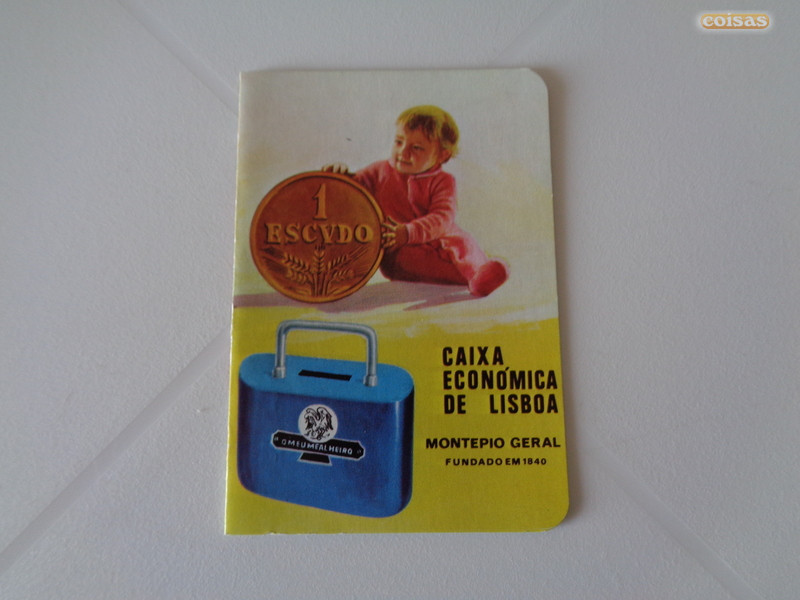 coisas
1
ESCVDO
CAIXA
ECONÓMICA
DE LISBOA
MONTEPIO GERAL
FUNDADO EM 1840
O MEU MEALHEIRO